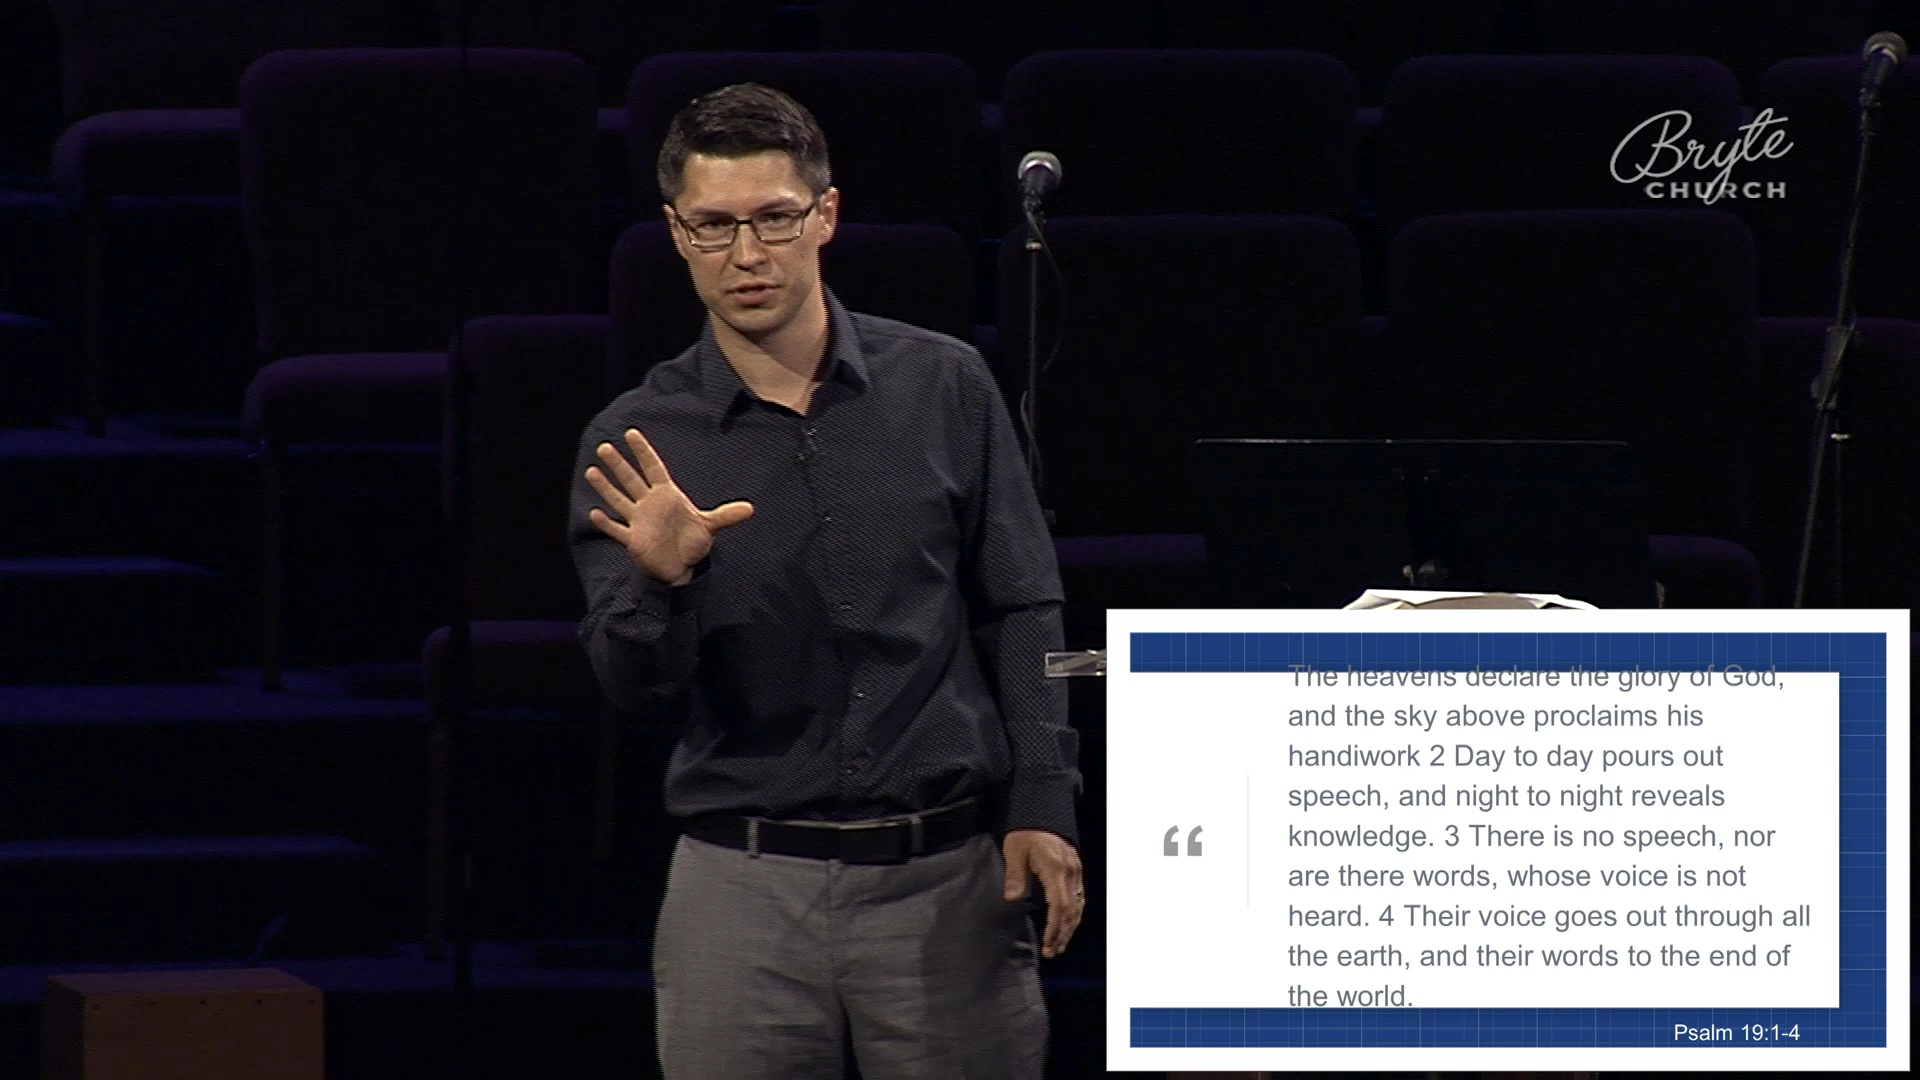 Bryte
CHURCH
The heavens declare the glory of God,
and the sky above proclaims his
handiwork 2 Day to day pours out
speech, and night to night reveals
knowledge. 3 There is no speech, nor
are there words, whose voice is not
heard. 4 Their voice goes out through all
the earth, and their words to the end of
the world.
“
Psalm 19:1-4